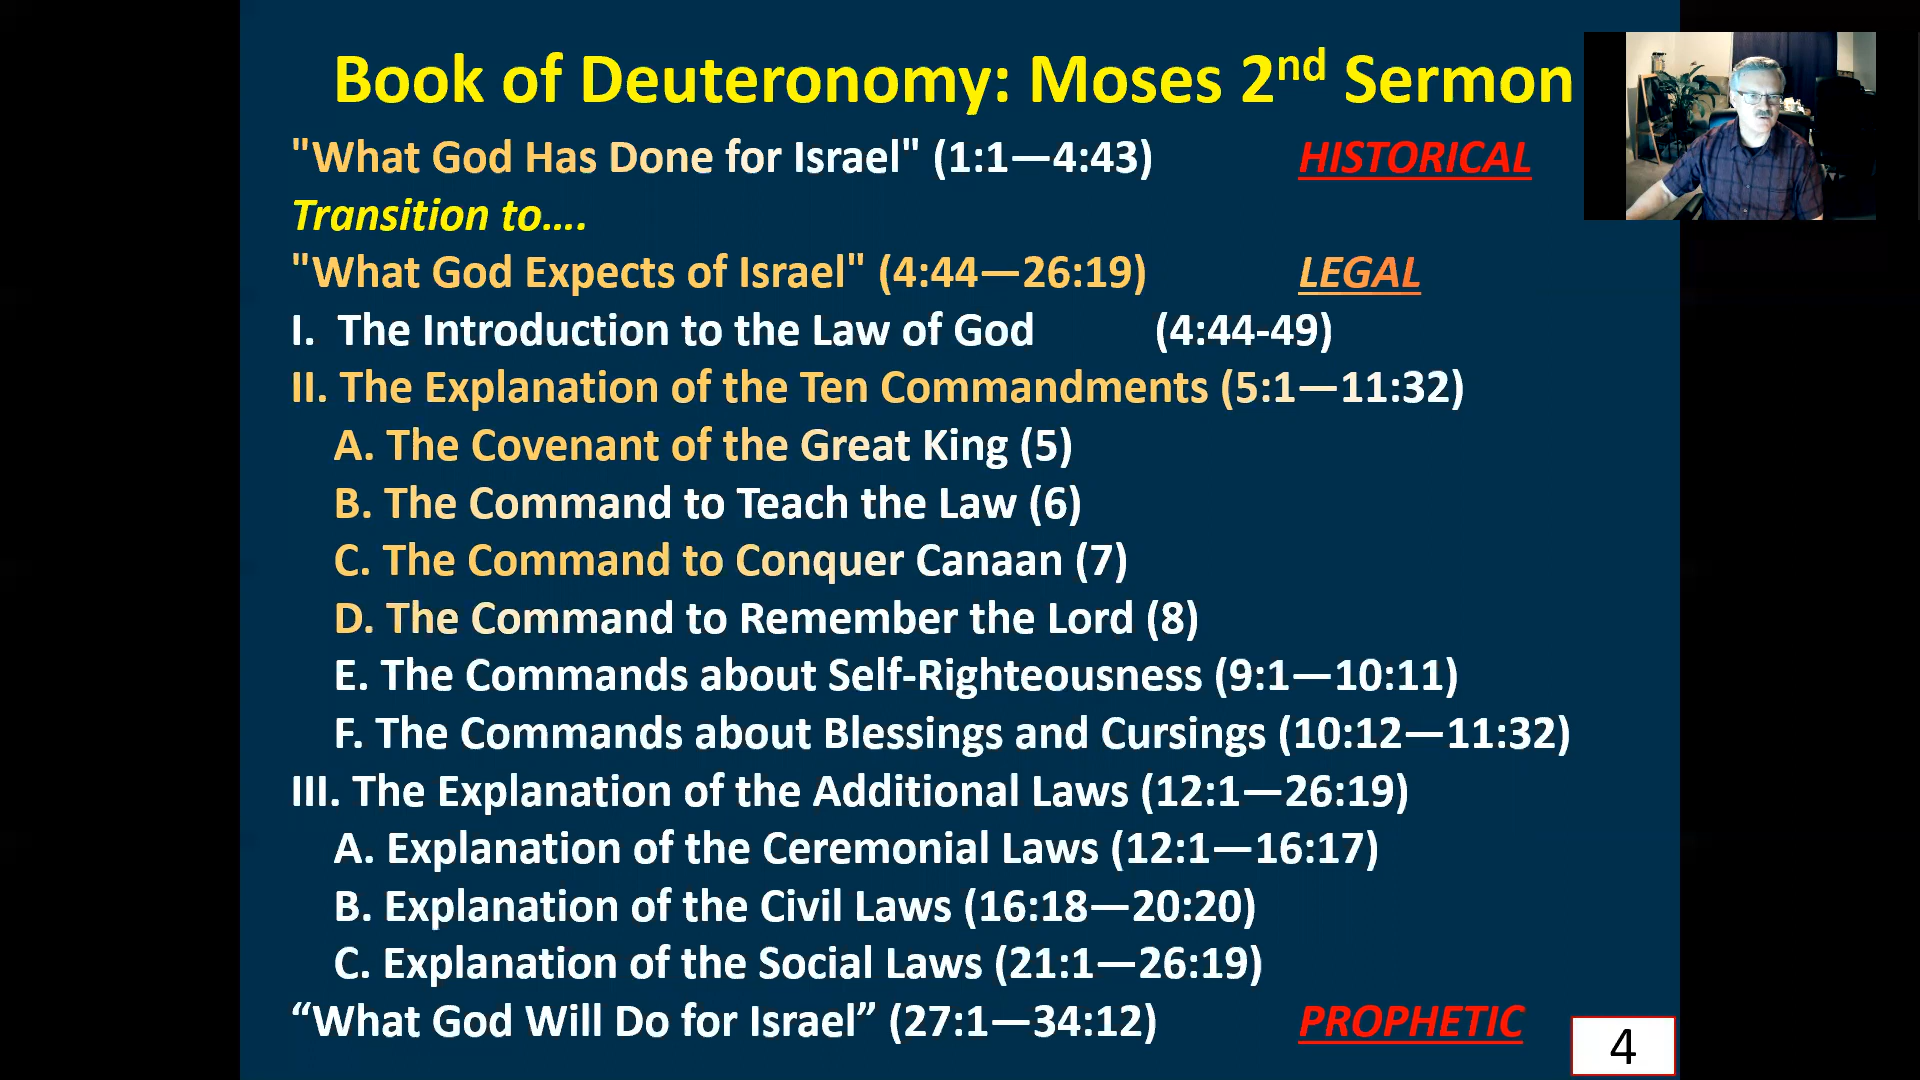 Book of Deuteronomy: Moses 2nd Sermon
"What God Has Done for Israel" (1:1—4:43) HISTORICAL
Transition to....
"What God Expects of Israel" (4:44—26:19) LEGAL
I. The Introduction to the Law of God (4:44-49)
II. The Explanation of the Ten Commandments (5:1—11:32)
A. The Covenant of the Great King (5)
B. The Command to Teach the Law (6)
C. The Command to Conquer Canaan (7)
D. The Command to Remember the Lord (8)
E. The Commands about Self-Righteousness (9:1—10:11)
F. The Commands about Blessings and Cursings (10:12—11:32)
III. The Explanation of the Additional Laws (12:1—26:19)
A. Explanation of the Ceremonial Laws (12:1—16:17)
B. Explanation of the Civil Laws (16:18—20:20)
C. Explanation of the Social Laws (21:1—26:19)
“What God Will Do for Israel” (27:1—34:12) PROPHETIC
4